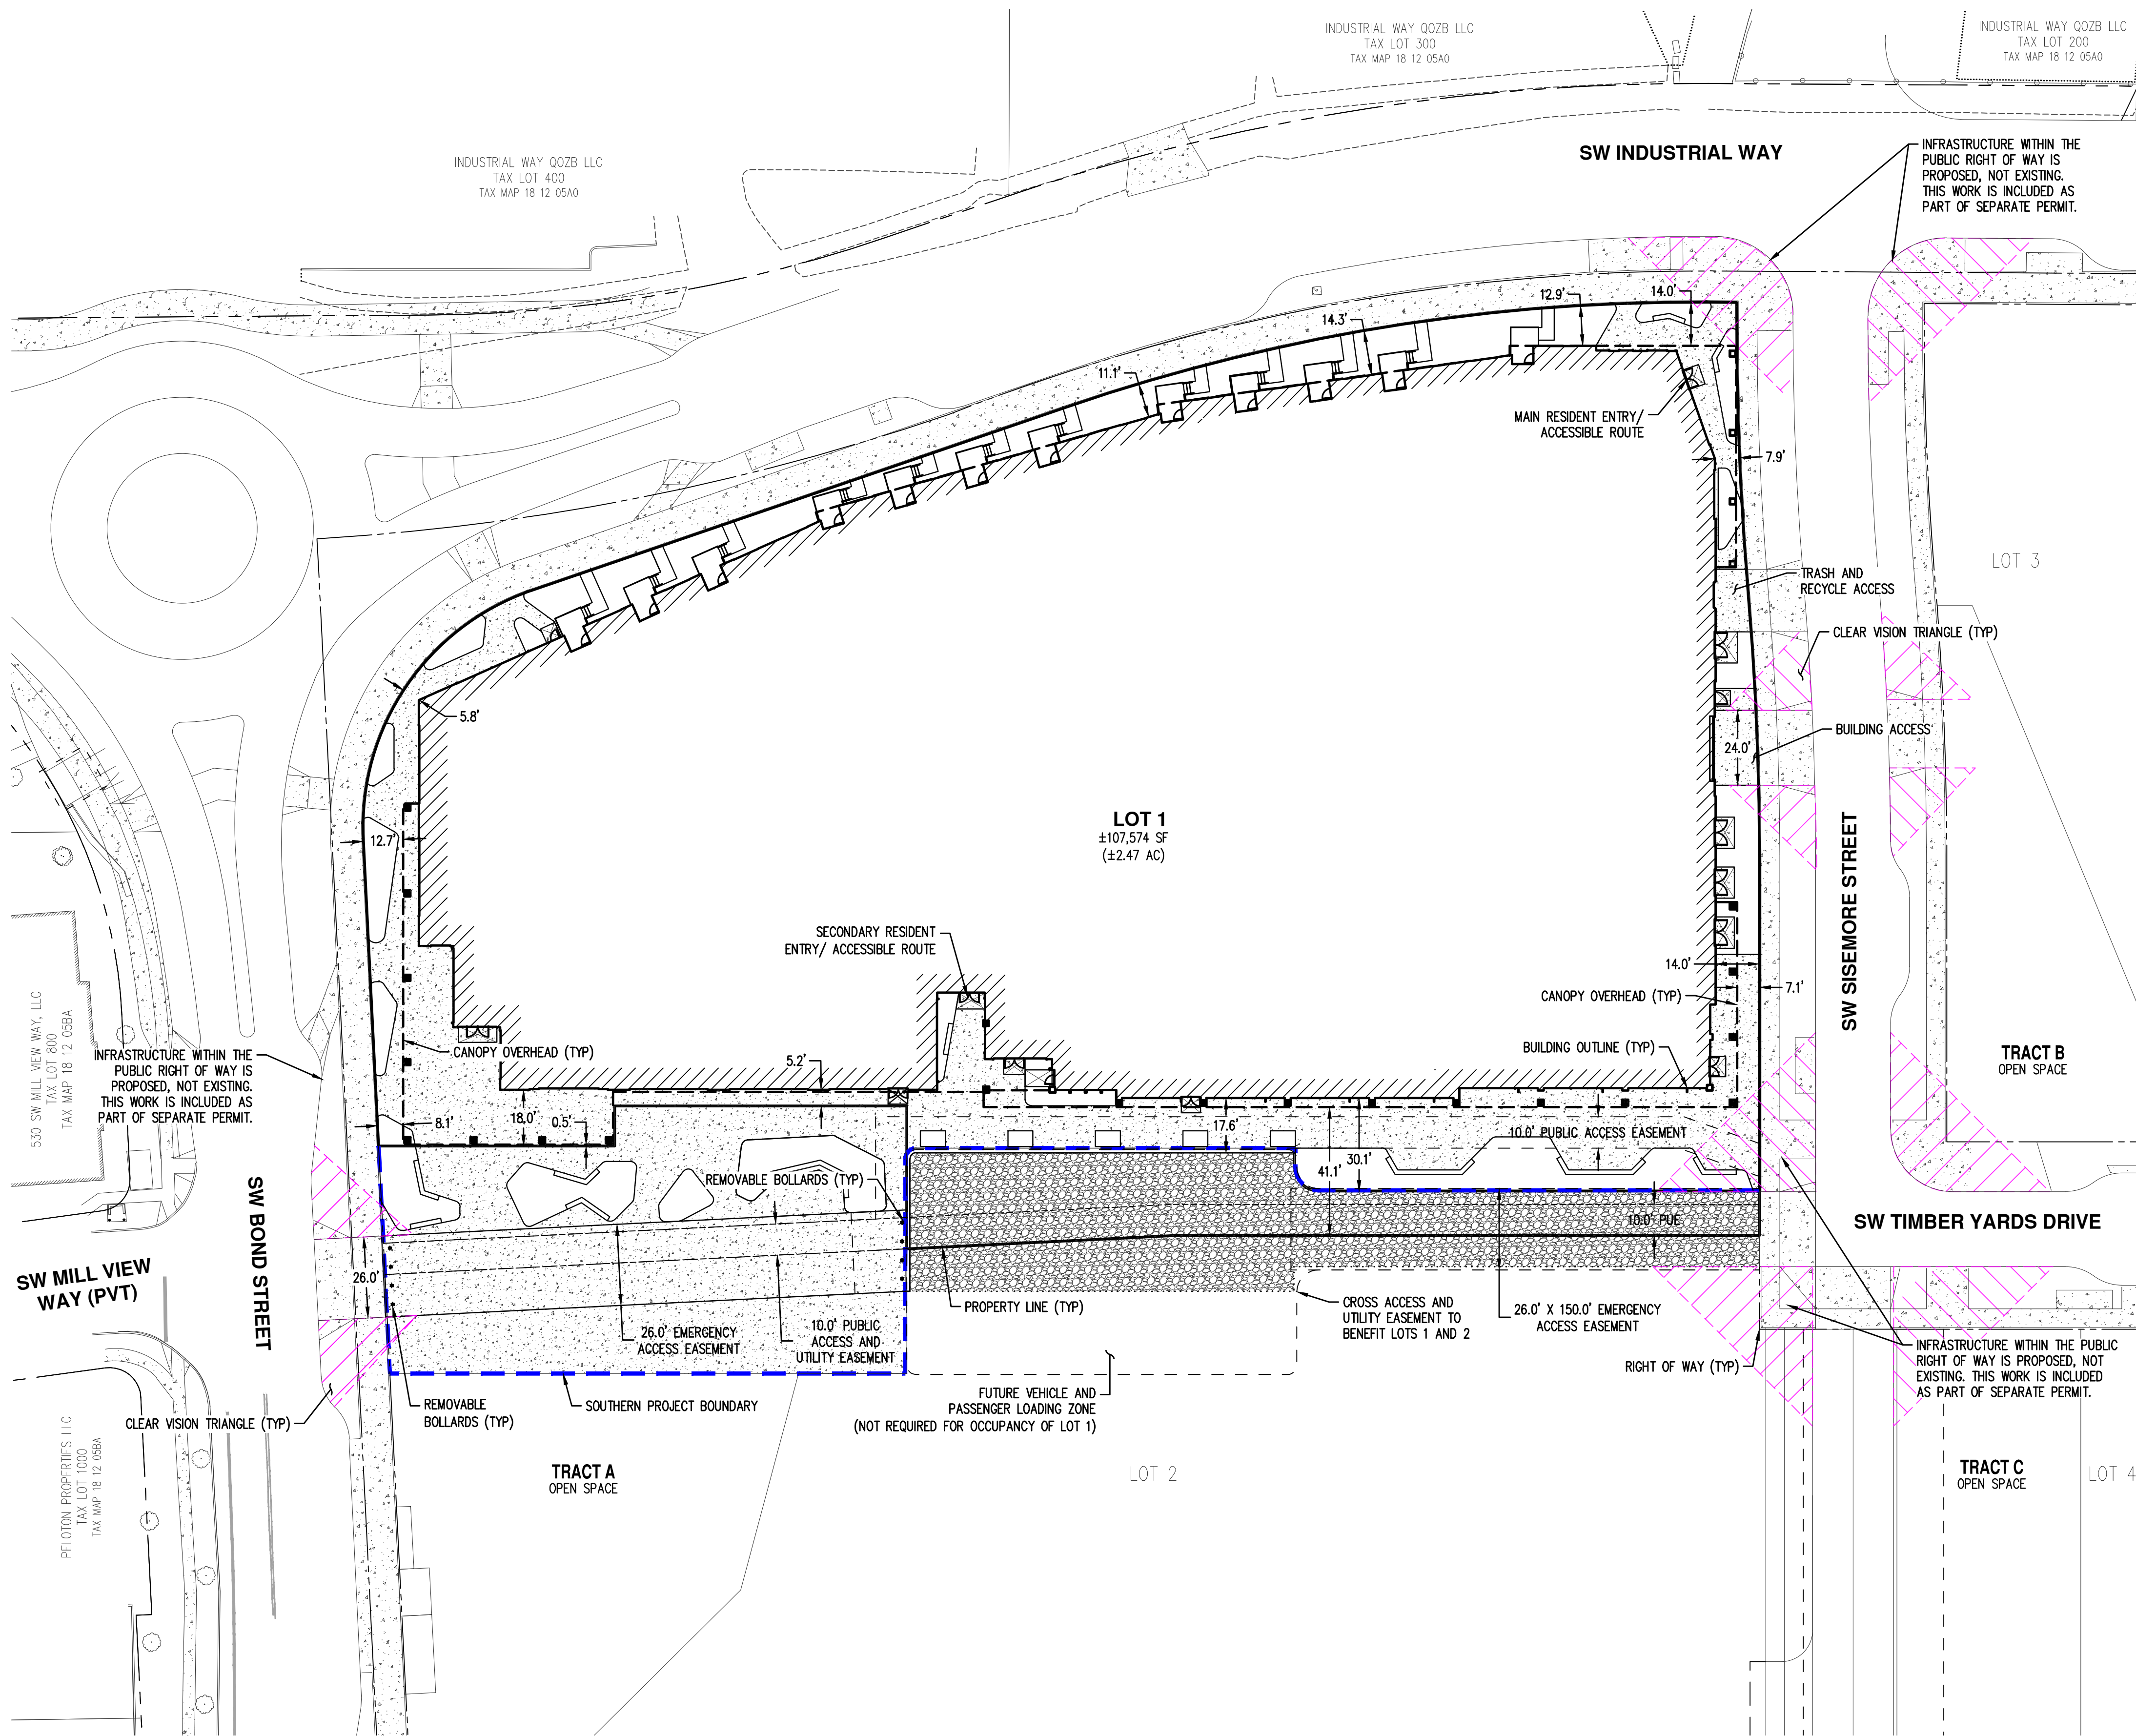 INDUSTRIAL WAY QOZB LLC
TAX LOT 300
TAX MAP 18 12 05A0
INDUSTRIAL WAY QOZB LLC
TAX LOT 200
TAX MAP 18 12 05A0
INDUSTRIAL WAY QOZB LLC
TAX LOT 400
TAX MAP 18 12 05A0
SW INDUSTRIAL WAY
INFRASTRUCTURE WITHIN THE
PUBLIC RIGHT OF WAY IS
PROPOSED, NOT EXISTING.
THIS WORK IS INCLUDED AS
PART OF SEPARATE PERMIT.
12.9'
14.0'
14.3'
11.1'
MAIN RESIDENT ENTRY/
ACCESSIBLE ROUTE
7.9'
LOT 3
TRASH AND
RECYCLE ACCESS
CLEAR VISION TRIANGLE (TYP)
5.8'
BUILDING ACCESS
24.0'
LOT 1
±107,574 SF
(±2.47 AC)
12.7'
SW SISEMORE STREET
SECONDARY RESIDENT
ENTRY/ ACCESSIBLE ROUTE
14.0'
7.1'
CANOPY OVERHEAD (TYP)
530 SW MILL VIEW WAY, LLC
TAX LOT 800
TAX MAP 18 12 05BA
INFRASTRUCTURE WITHIN THE
PUBLIC RIGHT OF WAY IS
PROPOSED, NOT EXISTING.
THIS WORK IS INCLUDED AS
PART OF SEPARATE PERMIT.
CANOPY OVERHEAD (TYP)
5.2'
BUILDING OUTLINE (TYP)
TRACT B
OPEN SPACE
8.1'
18.0'
0.5'
17.6'
10.0' PUBLIC ACCESS EASEMENT
41.1'
30.1'
REMOVABLE BOLLARDS (TYP)
SW BOND STREET
10.0' PUE
SW TIMBER YARDS DRIVE
SW MILL VIEW
WAY (PVT)
26.0'
PROPERTY LINE (TYP)
CROSS ACCESS AND
UTILITY EASEMENT TO
BENEFIT LOTS 1 AND 2
26.0' X 150.0' EMERGENCY
ACCESS EASEMENT
26.0' EMERGENCY
ACCESS EASEMENT
10.0' PUBLIC
ACCESS AND
UTILITY EASEMENT
RIGHT OF WAY (TYP)
INFRASTRUCTURE WITHIN THE PUBLIC
RIGHT OF WAY IS PROPOSED, NOT
EXISTING. THIS WORK IS INCLUDED
AS PART OF SEPARATE PERMIT.
REMOVABLE
BOLLARDS (TYP)
SOUTHERN PROJECT BOUNDARY
FUTURE VEHICLE AND
PASSENGER LOADING ZONE
(NOT REQUIRED FOR OCCUPANCY OF LOT 1)
CLEAR VISION TRIANGLE (TYP)
PELOTON PROPERTIES LLC
TAX LOT 1000
TAX MAP 18 12 05BA
TRACT A
OPEN SPACE
LOT 2
TRACT C
OPEN SPACE
LOT 4